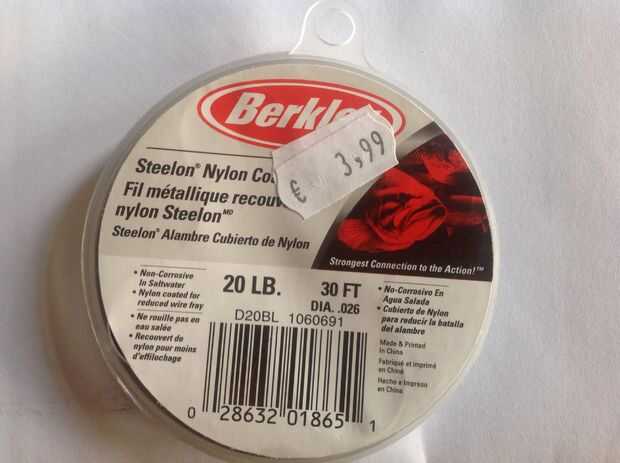 Berkley
€ 3,99
Steelon® Nylon
Fil métallique
nylon Steelon MD
Steelon® Alambre Cubierto de Nylon
Strongest Connection to the Action!™
• Non-Corrosive
In Saltwater
• Nylon coated for
reduced wire fray
• Ne rouille pas en
eau salée
• Recouvert de
nylon pour moins
d'effilochage
20 LB.
30 FT
DIA. .026
D20BL 1060691
• No-Corrosivo En
Agua Salada
• Cubierto de Nylon
para reducir la batalla
del alambre
Made & Printed
In China
Fabriqué et imprimé
en Chine
Hecho e Impreso
en China
0 28632 01865 1